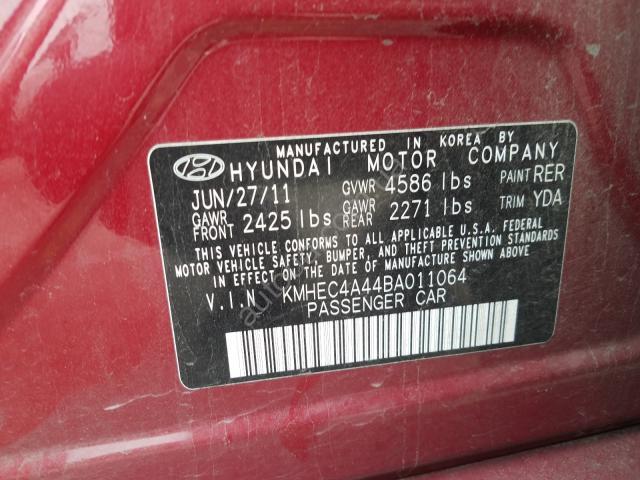 MANUFACTURED IN KOREA BY
HYUNDAI MOTOR COMPANY
JUN/27/11 GVWR 4586 lbs PAINT RER
GAWR FRONT 2425 lbs GAWR REAR 2271 lbs TRIM YDA
THIS VEHICLE CONFORMS TO ALL APPLICABLE U.S.A. FEDERAL
MOTOR VEHICLE SAFETY, BUMPER, AND THEFT PREVENTION STANDARDS
IN EFFECT ON THE DATE OF MANUFACTURE SHOWN ABOVE.
V.I.N KMHEC4A44BA011064
PASSENGER CAR